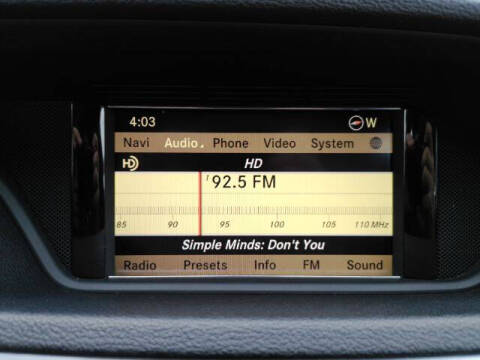 4:03 W
Navi Audio Phone Video System
HD HD
92.5 FM
85 90 95 100 105 110 MHz
Simple Minds: Don't You
Radio Presets Info FM Sound